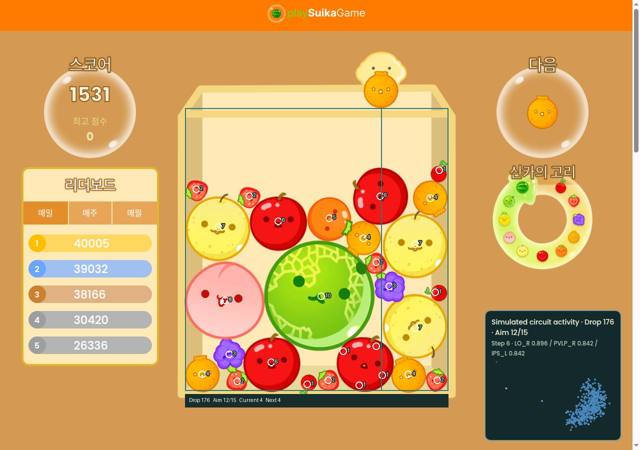 playSuikaGame
스코어
1531
최고 점수
0
리더보드
매일
매주
매월
1 40005
2 39032
3 38166
4 30420
5 26336
다음
신카의 고리
Simulated circuit activity · Drop 176
· Aim 12/15
Step 6 · LO_R 0.896 / PVLP_R 0.842 /
IPS_L 0.842
Drop 176 Aim 12/15 Current 4 Next 4